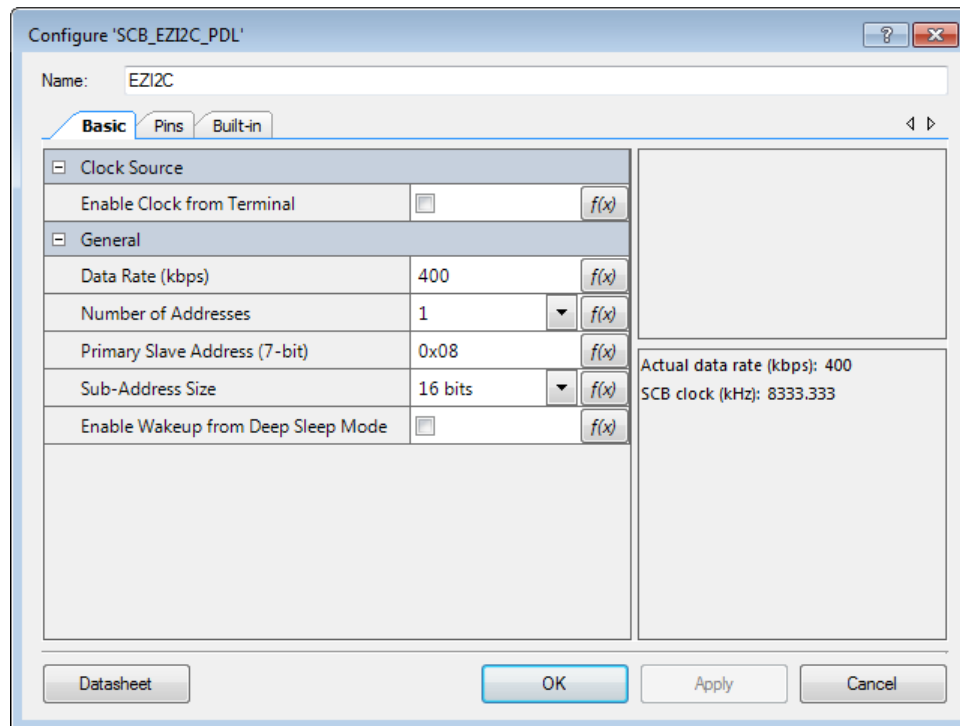 Configure 'SCB_EZI2C_PDL'
?
Name: EZI2C
Basic Pins Built-in
Clock Source
Enable Clock from Terminal f(x)
General
Data Rate (kbps) 400 f(x)
Number of Addresses 1 f(x)
Primary Slave Address (7-bit) 0x08 f(x)
Sub-Address Size 16 bits f(x)
Enable Wakeup from Deep Sleep Mode f(x)
Actual data rate (kbps): 400
SCB clock (kHz): 8333.333
Datasheet OK Apply Cancel